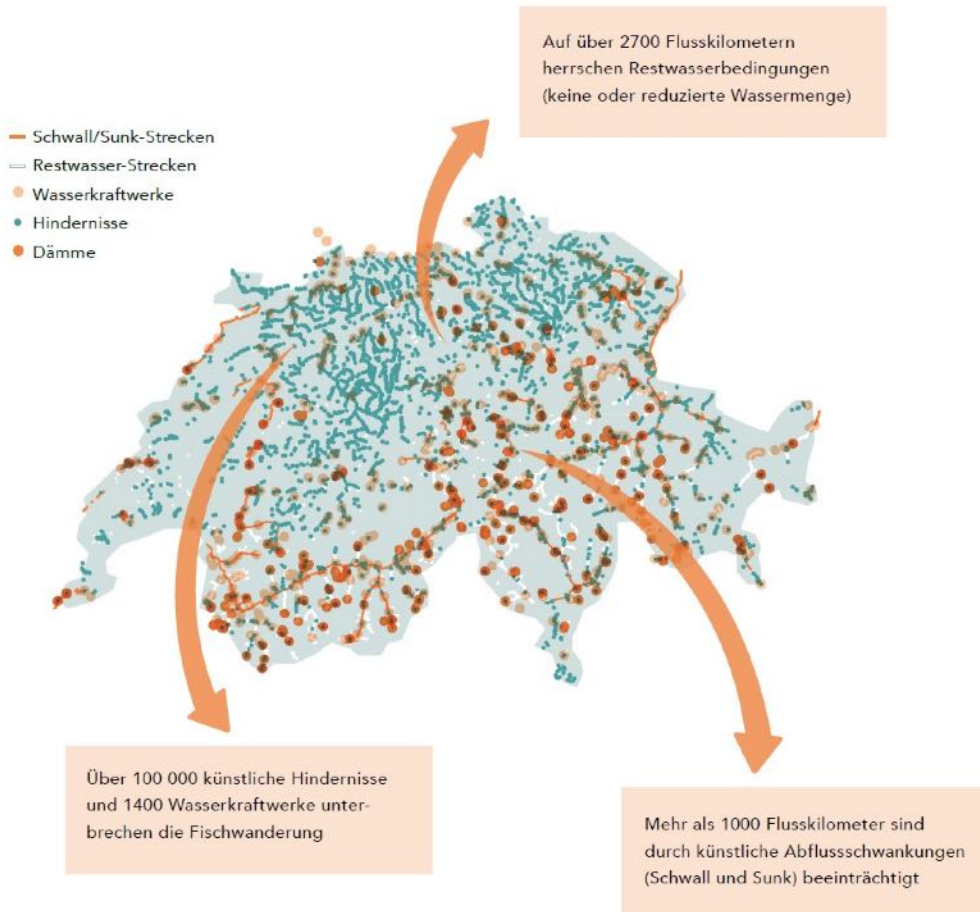 Auf über 2700 Flusskilometern
herrschen Restwasserbedingungen
(keine oder reduzierte Wassermenge)
Schwall/Sunk-Strecken
Restwasser-Strecken
Wasserkraftwerke
Hindernisse
Dämme
Über 100 000 künstliche Hindernisse
und 1400 Wasserkraftwerke unter-
brechen die Fischwanderung
Mehr als 1000 Flusskilometer sind
durch künstliche Abflussschwankungen
(Schwall und Sunk) beeinträchtigt